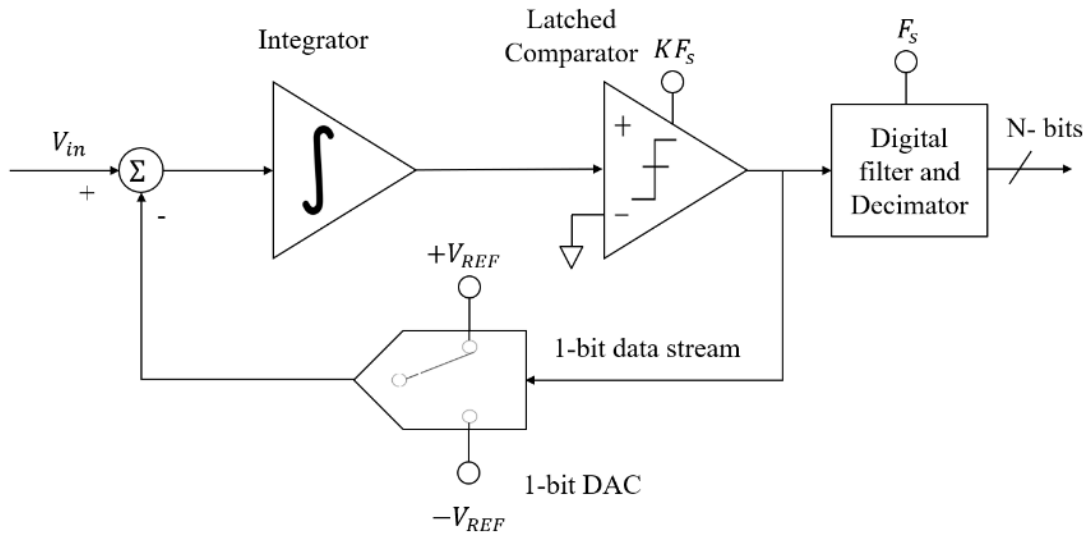 Integrator
Latched
Comparator
KF_s
F_s
V_in
+
-
Σ
∫
+
−
Digital
filter and
Decimator
N- bits
+V_REF
1-bit data stream
1-bit DAC
−V_REF